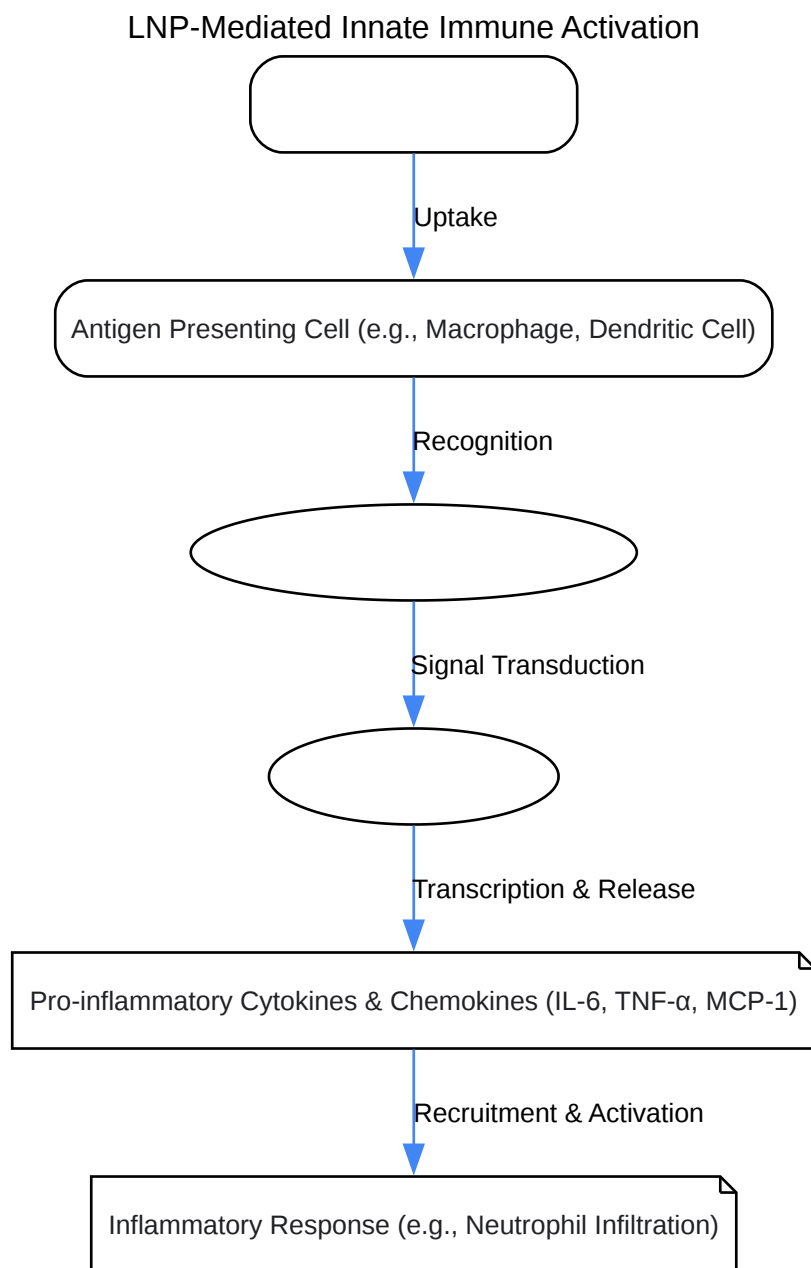 LNP-Mediated Innate Immune Activation
Uptake
Antigen Presenting Cell (e.g., Macrophage, Dendritic Cell)
Recognition
Signal Transduction
Transcription & Release
Pro-inflammatory Cytokines & Chemokines (IL-6, TNF-α, MCP-1)
Recruitment & Activation
Inflammatory Response (e.g., Neutrophil Infiltration)